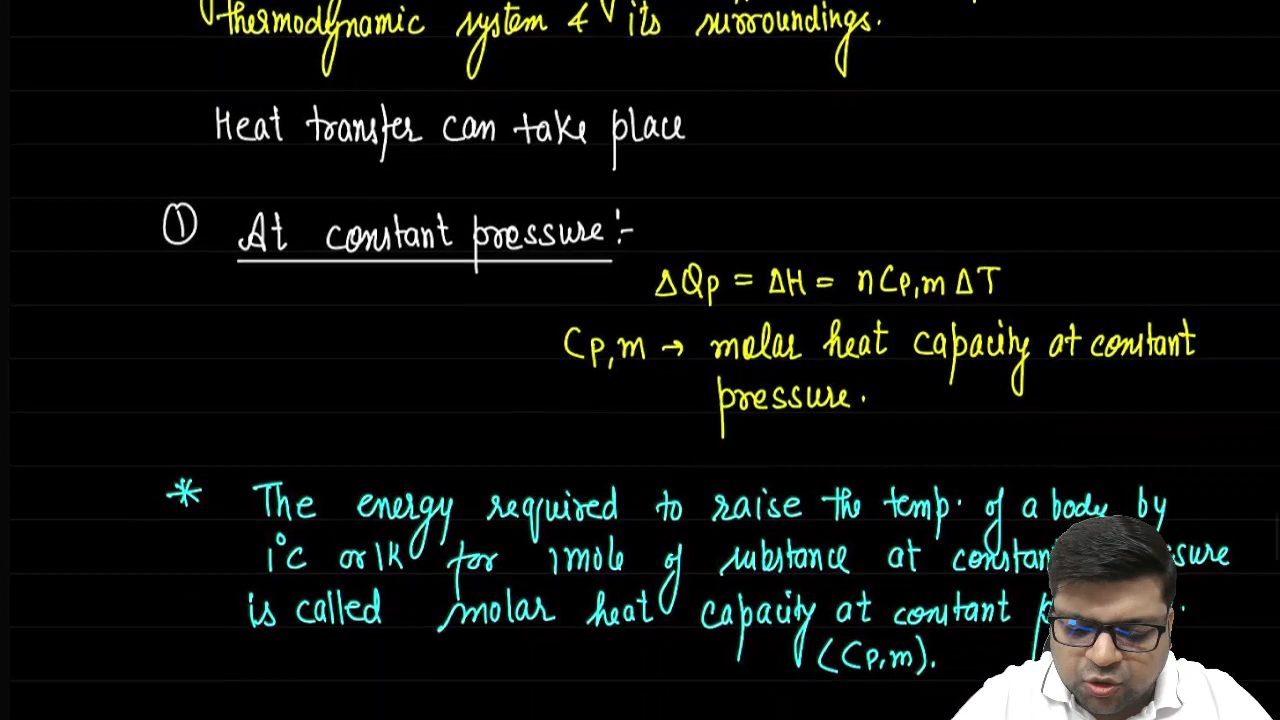 thermodynamic system & its surroundings.
Heat transfer can take place
① At constant pressure :-
ΔQp = ΔH = nCp,m ΔT
Cp,m → molar heat capacity at constant
pressure.
* The energy required to raise the temp. of a body by
1°C or 1K for 1mole of substance at
is called molar heat capacity at constant
(Cp,m).